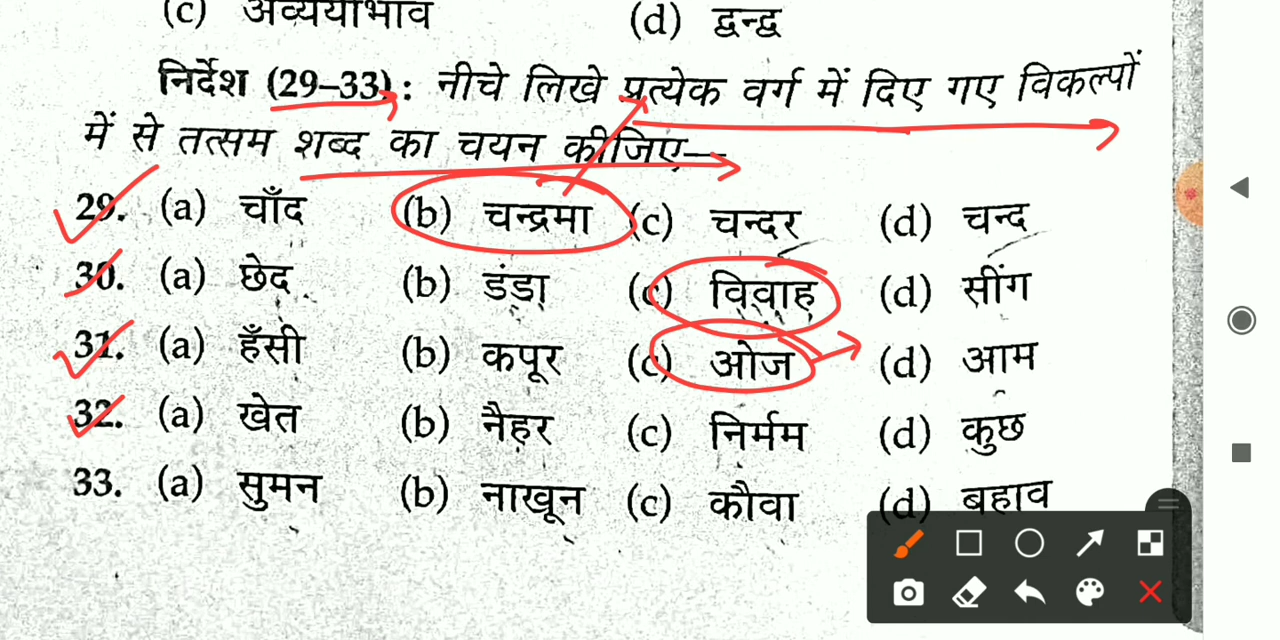 (c) अव्ययीभाव (d) द्वन्द्व
निर्देश (29–33) : नीचे लिखे प्रत्येक वर्ग में दिए गए विकल्पों
में से तत्सम शब्द का चयन कीजिए—
29. (a) चाँद (b) चन्द्रमा (c) चन्दर (d) चन्द
30. (a) छेद (b) डंडा (c) विवाह (d) सींग
31. (a) हँसी (b) कपूर (c) ओज (d) आम
32. (a) खेत (b) नैहर (c) निर्मम (d) कुछ
33. (a) सुमन (b) नाखून (c) कौवा (d) बहाव